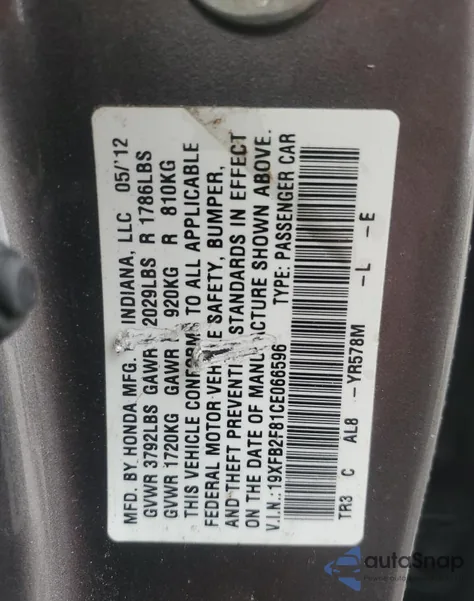 MFD. BY HONDA MFG. INDIANA, LLC 05/'12
GVWR 3792LBS GAWR 2029LBS R 1786LBS
GVWR 1720KG GAWR 920KG R 810KG
THIS VEHICLE CONFORMS TO ALL APPLICABLE
FEDERAL MOTOR VEHICLE SAFETY, BUMPER,
AND THEFT PREVENTI STANDARDS IN EFFECT
ON THE DATE OF MANUFACTURE SHOWN ABOVE.
V.I.N.:19XFB2F81CE066596 TYPE: PASSENGER CAR
TR3 C AL8 -YR578M -L -E
autoSnap